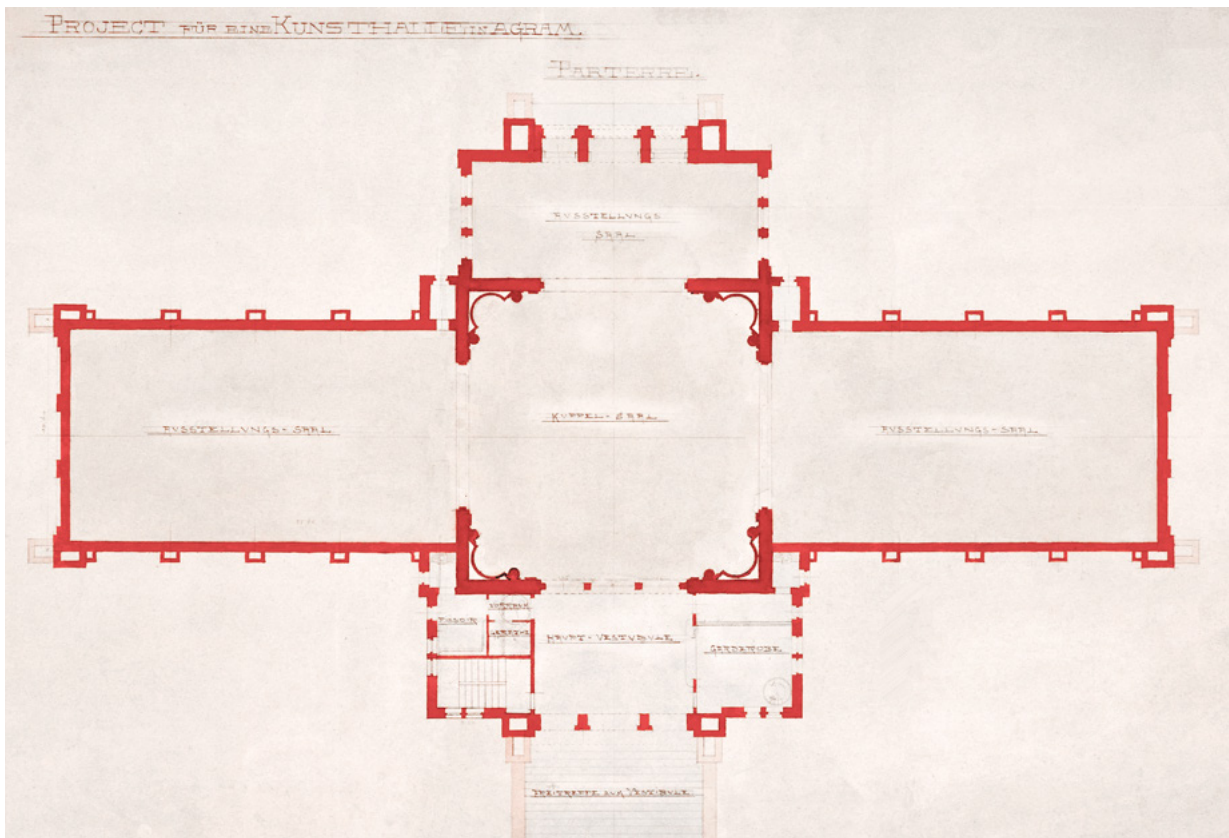 PROJECT FÜR EINE KUNSTHALLE IN AGRAM.
PARTERRE.
AUSSTELLUNGS
SAAL
KUPPEL-SAAL
AUSSTELLUNGS-SAAL
AUSSTELLUNGS-SAAL
PISSOIR
HAUPT-VESTIBULE
GARDEROBE
FREITREPPE ZUM VESTIBULE